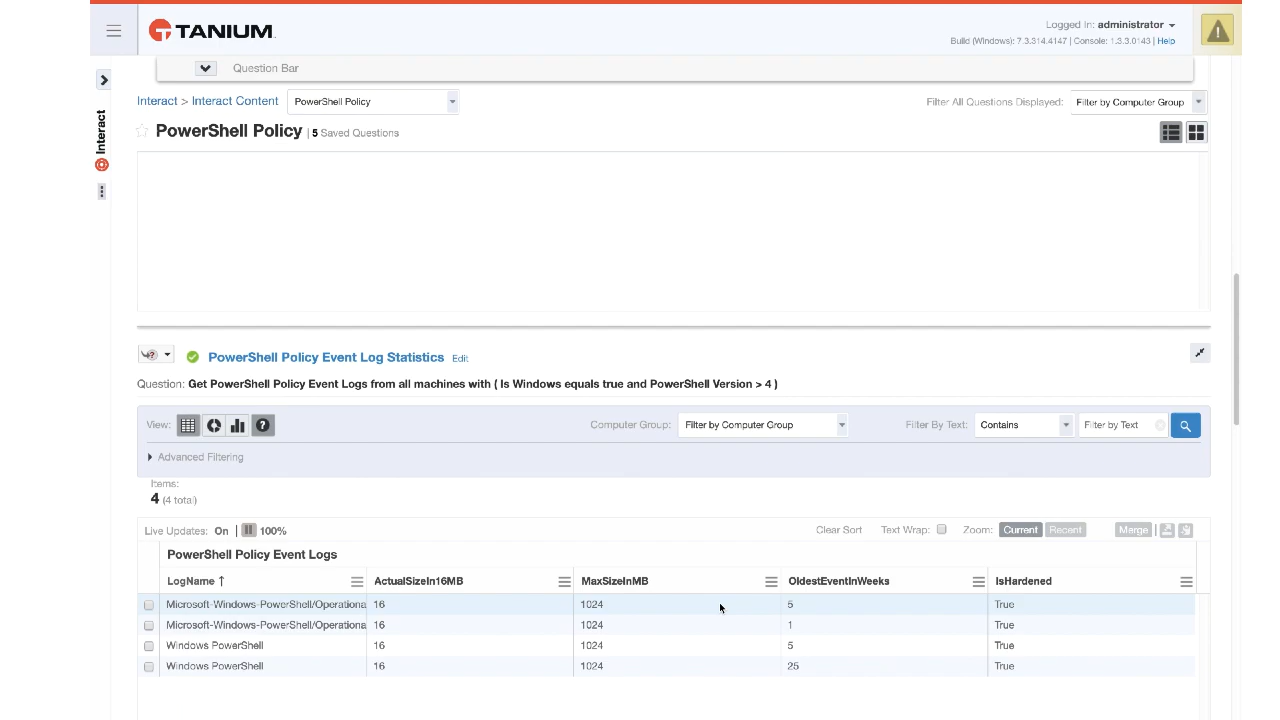 TANIUM
Logged In: administrator
Build (Windows): 7.3.314.4147 | Console: 1.3.3.0143 | Help
Question Bar
Interact
Interact > Interact Content PowerShell Policy
Filter All Questions Displayed: Filter by Computer Group
PowerShell Policy | 5 Saved Questions
PowerShell Policy Event Log Statistics Edit
Question: Get PowerShell Policy Event Logs from all machines with ( Is Windows equals true and PowerShell Version > 4 )
View: Computer Group: Filter by Computer Group Filter By Text: Contains Filter by Text
Advanced Filtering
Items:
4 (4 total)
Live Updates: On | 100% Clear Sort Text Wrap: Zoom: Current Recent Merge
PowerShell Policy Event Logs
LogName ↑ ActualSizeIn16MB MaxSizeInMB OldestEventInWeeks IsHardened
Microsoft-Windows-PowerShell/Operationa 16 1024 5 True
Microsoft-Windows-PowerShell/Operationa 16 1024 1 True
Windows PowerShell 16 1024 5 True
Windows PowerShell 16 1024 25 True